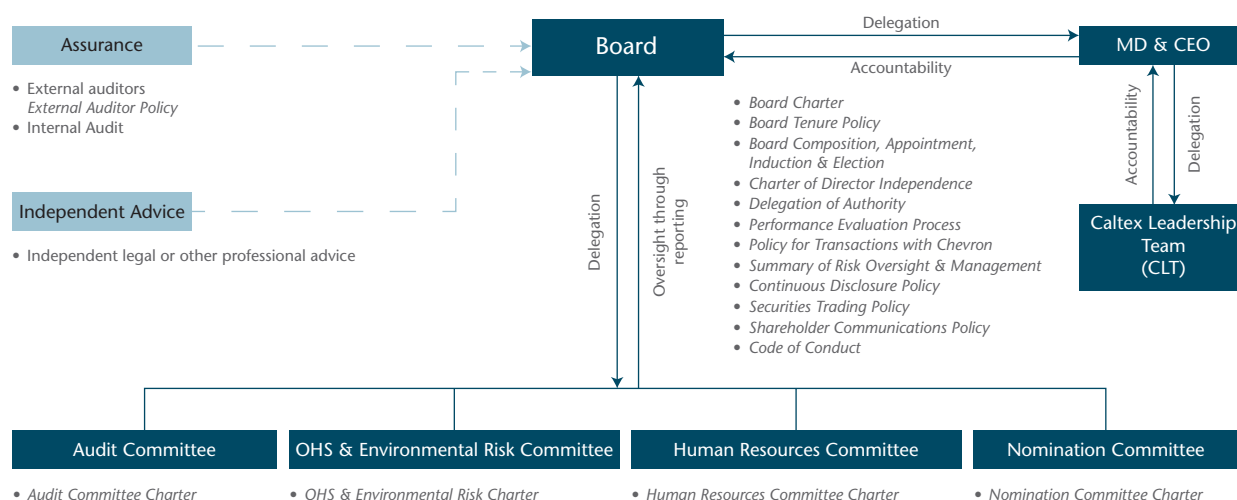 Assurance
• External auditors
External Auditor Policy
• Internal Audit
Independent Advice
• Independent legal or other professional advice
Board
Delegation
Accountability
MD & CEO
Accountability
Delegation
Caltex Leadership
Team
(CLT)
Delegation
Oversight through
reporting
• Board Charter
• Board Tenure Policy
• Board Composition, Appointment,
Induction & Election
• Charter of Director Independence
• Delegation of Authority
• Performance Evaluation Process
• Policy for Transactions with Chevron
• Summary of Risk Oversight & Management
• Continuous Disclosure Policy
• Securities Trading Policy
• Shareholder Communications Policy
• Code of Conduct
Audit Committee
• Audit Committee Charter
OHS & Environmental Risk Committee
• OHS & Environmental Risk Charter
Human Resources Committee
• Human Resources Committee Charter
Nomination Committee
• Nomination Committee Charter